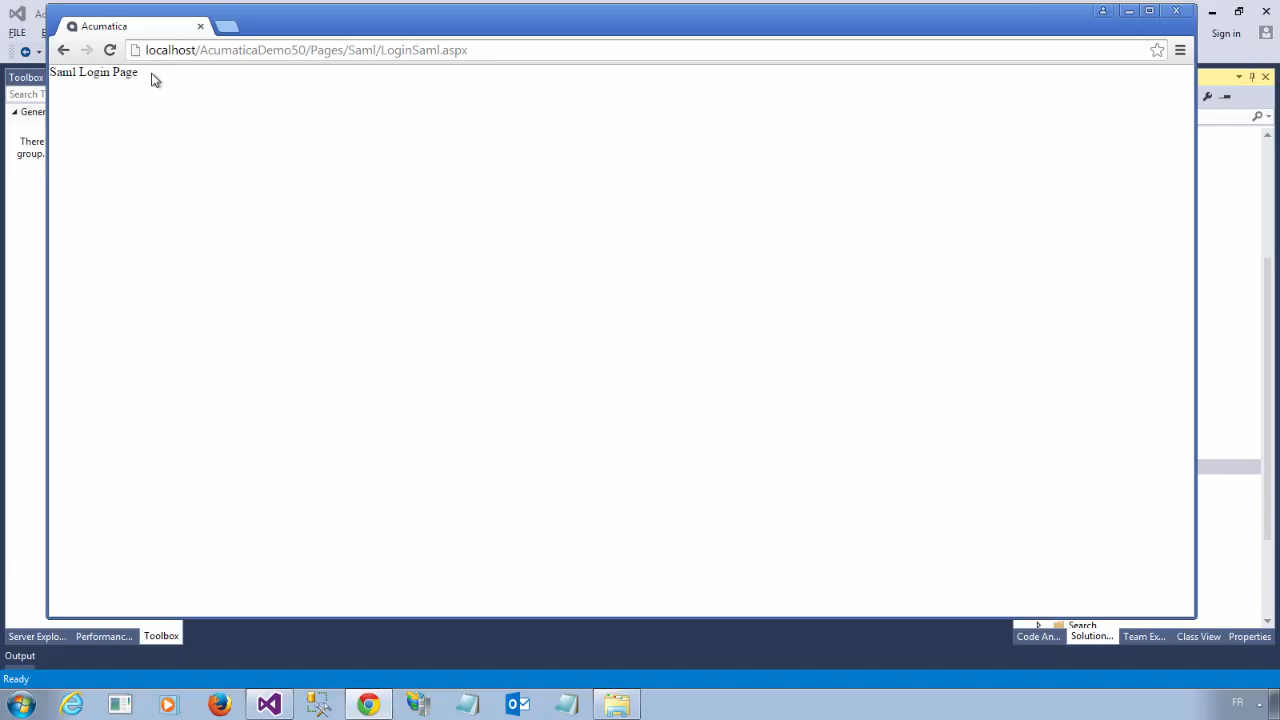 Acumatica
localhost/AcumaticaDemo50/Pages/Saml/LoginSaml.aspx
Saml Login Page
FILE
Sign in
Toolbox
Search T
Gener
There
group.
Search
Server Explo...
Performanc...
Toolbox
Code An...
Solution...
Team Ex...
Class View
Properties
Output
Ready
FR